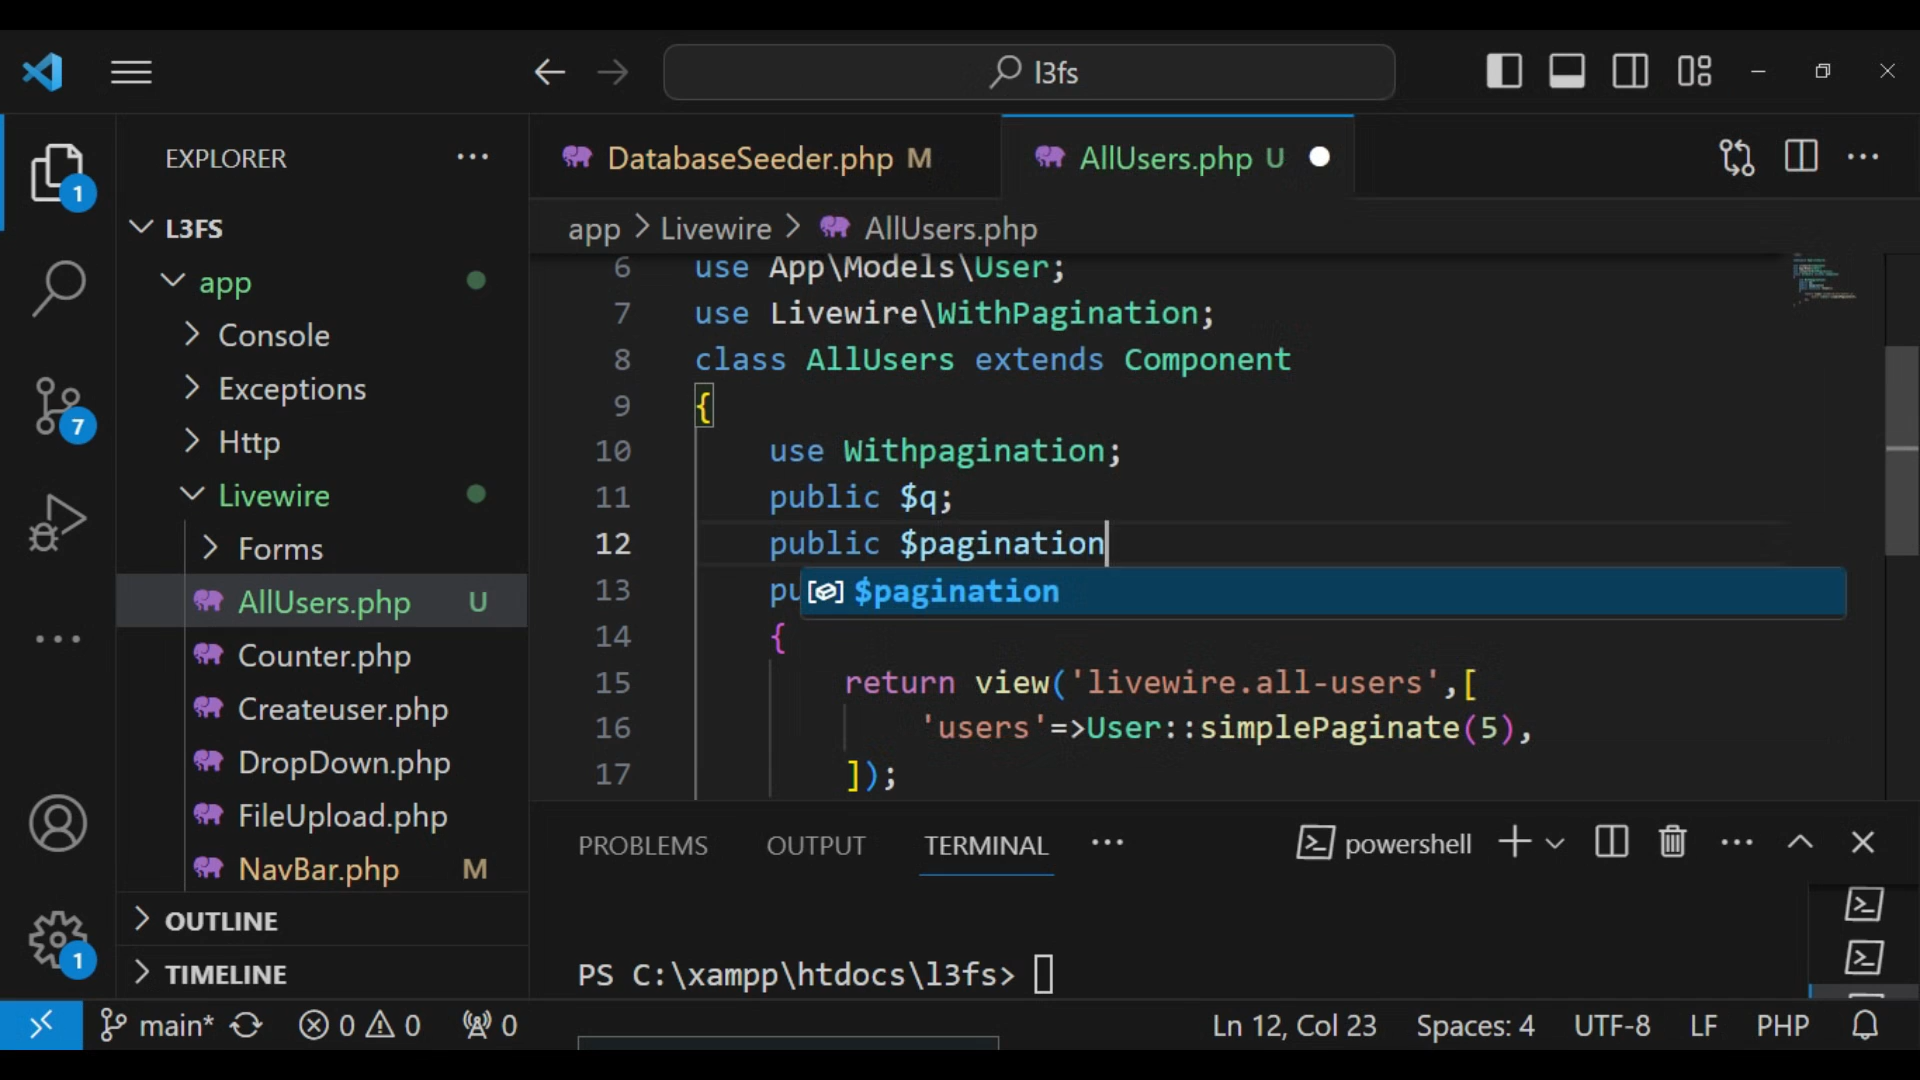 l3fs
EXPLORER
L3FS
app
Console
Exceptions
Http
Livewire
Forms
AllUsers.php U
Counter.php
Createuser.php
DropDown.php
FileUpload.php
NavBar.php M
OUTLINE
TIMELINE
1
7
1
DatabaseSeeder.php M
AllUsers.php U
app > Livewire > AllUsers.php
6 use App\Models\User;
7 use Livewire\WithPagination;
8 class AllUsers extends Component
9 {
10 use Withpagination;
11 public $q;
12 public $pagination
13 pu
$pagination
14 {
15 return view('livewire.all-users',[
16 'users'=>User::simplePaginate(5),
17 ]);
PROBLEMS OUTPUT TERMINAL
powershell
PS C:\xampp\htdocs\l3fs>
main* 0 0 0 Ln 12, Col 23 Spaces: 4 UTF-8 LF PHP